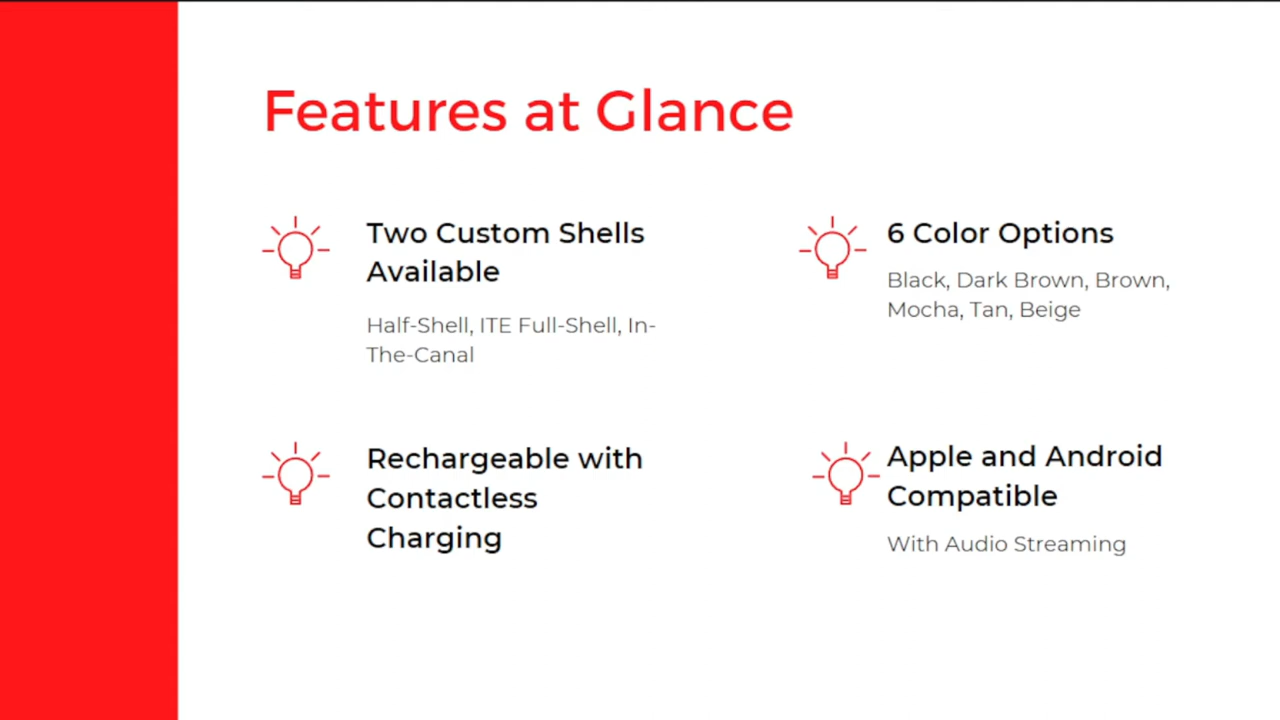 Features at Glance
Two Custom Shells
Available
Half-Shell, ITE Full-Shell, In-
The-Canal
6 Color Options
Black, Dark Brown, Brown,
Mocha, Tan, Beige
Rechargeable with
Contactless
Charging
Apple and Android
Compatible
With Audio Streaming